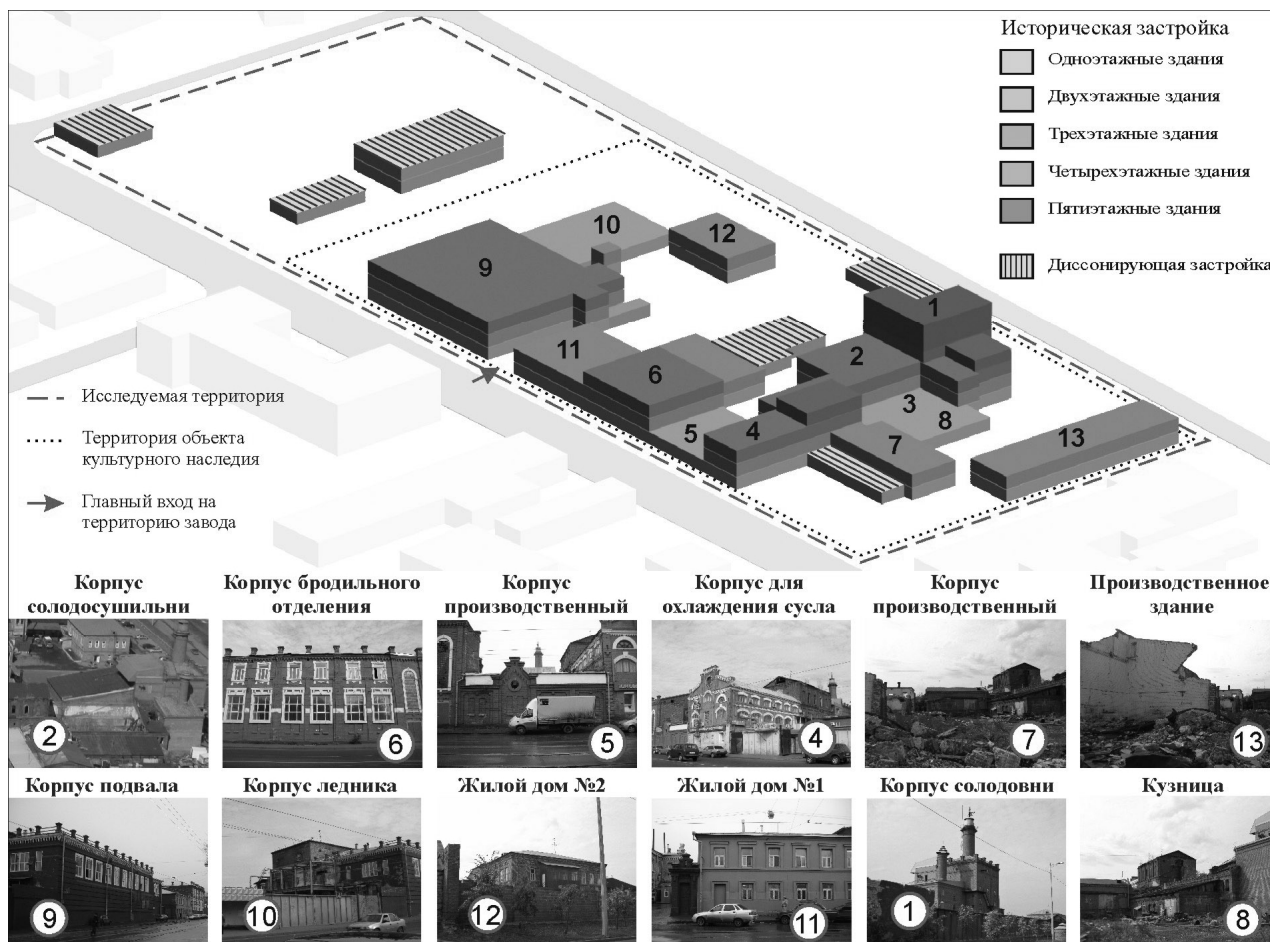 Историческая застройка
Одноэтажные здания
Двухэтажные здания
Трехэтажные здания
Четырехэтажные здания
Пятиэтажные здания
Диссонирующая застройка
10
12
9
1
11
2
6
3
8
5
4
7
13
Исследуемая территория
Территория объекта
культурного наследия
Главный вход на
территорию завода
Корпус
солодосушильни
2
Корпус бродильного
отделения
6
Корпус
производственный
5
Корпус для
охлаждения сусла
4
Корпус
производственный
7
Производственное
здание
13
Корпус подвала
9
Корпус ледника
10
Жилой дом №2
12
Жилой дом №1
11
Корпус солодовни
1
Кузница
8